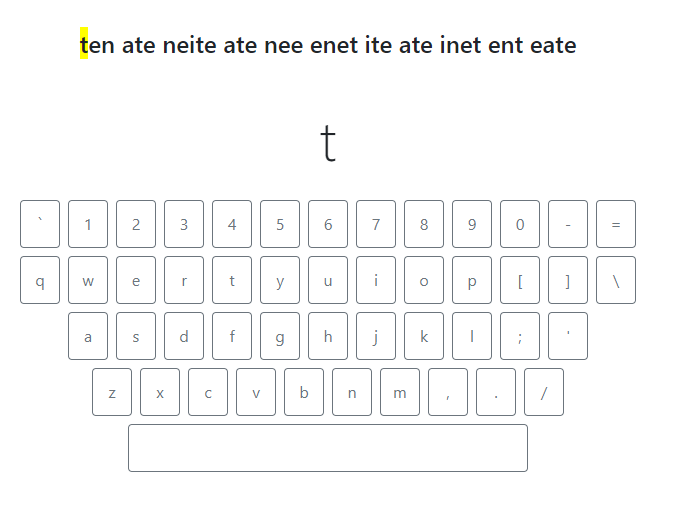 ten ate neite ate nee enet ite ate inet ent eate
t
` 1 2 3 4 5 6 7 8 9 0 - =
q w e r t y u i o p [ ] \
a s d f g h j k l ; '
z x c v b n m , . /